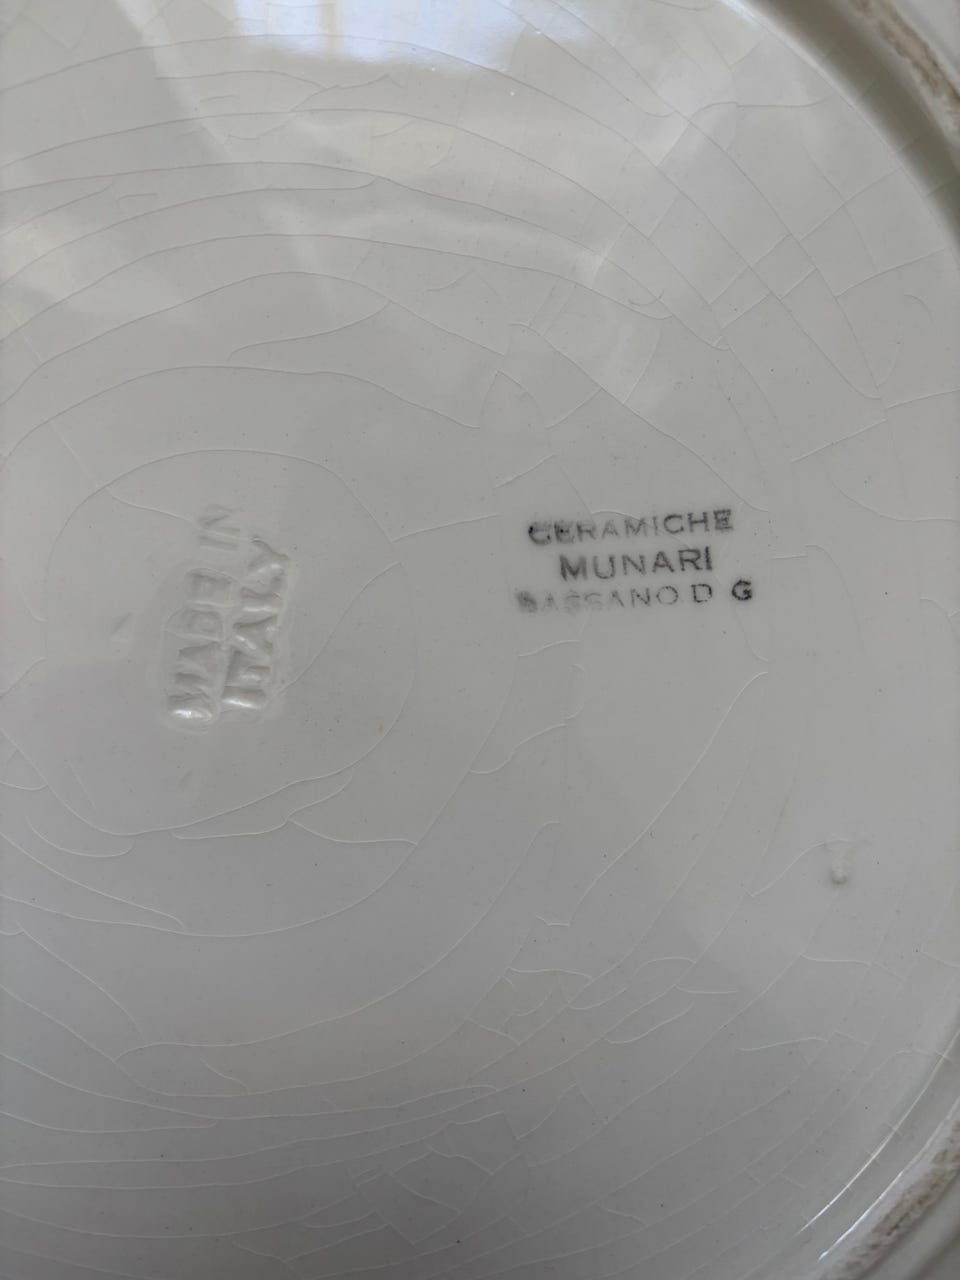 MADE IN
ITALY
CERAMICHE
MUNARI
BASSANO D G